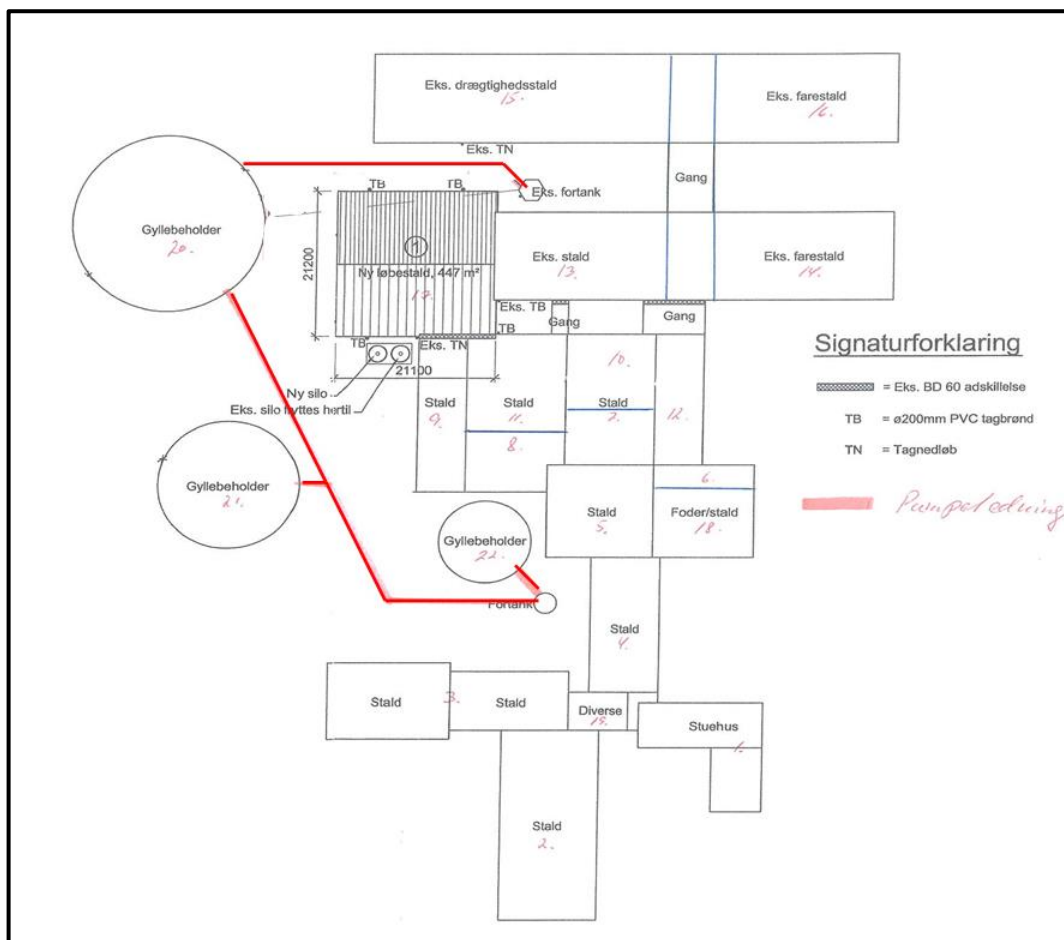 Eks. drægtighedsstald
15.
Eks. farestald
16.
Eks. TN
TB
TB
Eks. fortank
Gang
Gyllebeholder
20.
21200
1
Ny løbestald, 447 m²
17.
Eks. stald
13.
Eks. farestald
14.
Eks. TB
TB
Gang
Gang
TB
Eks. TN
21100
Ny silo
Eks. silo flyttes hertil
Signaturforklaring
= Eks. BD 60 adskillelse
TB = ø200mm PVC tagbrønd
TN = Tagnedløb
Pumpeledning
10.
Stald
9.
Stald
11.
8.
Stald
7.
12.
6.
Gyllebeholder
21.
Stald
5.
Foder/stald
18.
Gyllebeholder
22.
Fortank
Stald
4.
Stald
3.
Stald
Diverse
19.
Stuehus
1.
Stald
2.